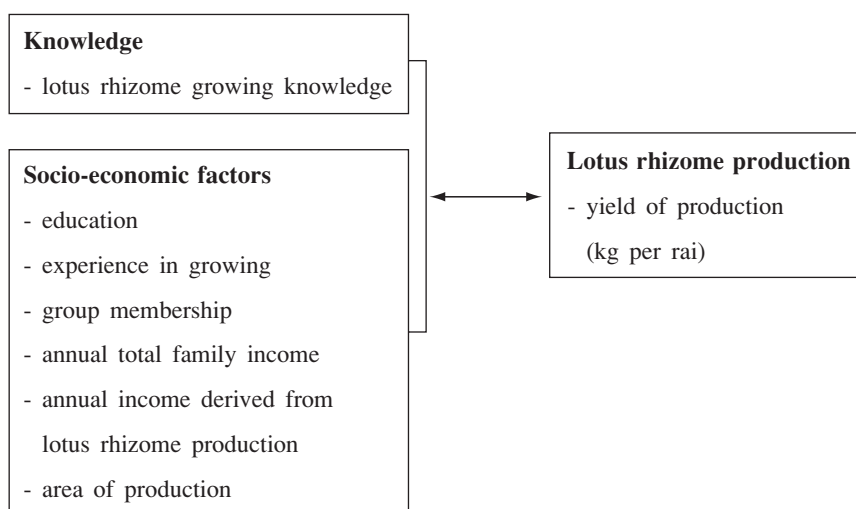 Knowledge
- lotus rhizome growing knowledge
Socio-economic factors
- education
- experience in growing
- group membership
- annual total family income
- annual income derived from
lotus rhizome production
- area of production
Lotus rhizome production
- yield of production
(kg per rai)